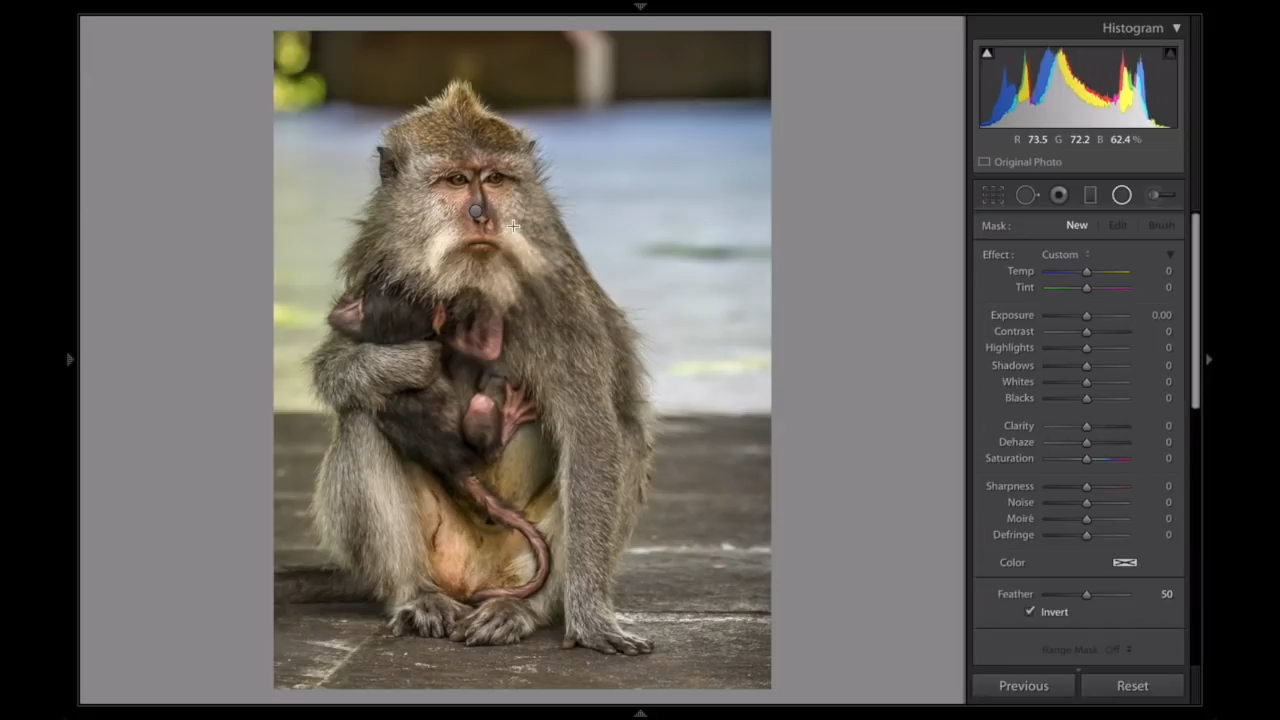 Histogram
R 73.5 G 72.2 B 62.4 %
Original Photo
Mask : New Edit Brush
Effect : Custom
Temp 0
Tint 0
Exposure 0.00
Contrast 0
Highlights 0
Shadows 0
Whites 0
Blacks 0
Clarity 0
Dehaze 0
Saturation 0
Sharpness 0
Noise 0
Moirè 0
Defringe 0
Color
Feather 50
Invert
Range Mask : Off
Previous Reset